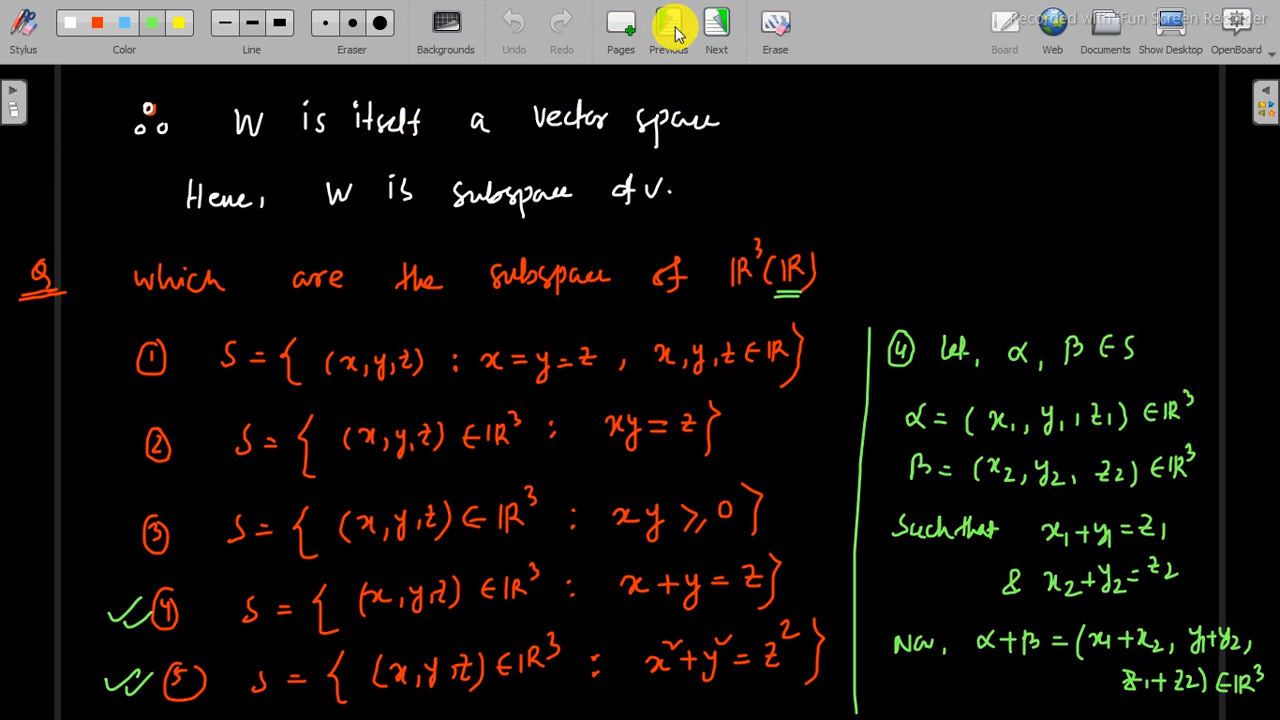 Recorded with iFun Screen Recorder
Stylus Color Line Eraser Backgrounds Undo Redo Pages Previous Next Erase Board Web Documents Show Desktop OpenBoard
∴ W is itself a vector space
Hence, W is subspace of V.
Q which are the subspace of ℝ³(ℝ)
① S = { (x,y,z) : x=y=z , x,y,z ∈ ℝ}
② S = { (x,y,z) ∈ ℝ³ : xy = z }
③ S = { (x,y,z) ∈ ℝ³ : xy ⩾ 0 }
④ S = { (x,y,z) ∈ ℝ³ : x+y = z }
⑤ S = { (x,y,z) ∈ ℝ³ : x²+y² = z² }
④ Let, α, β ∈ S
α = (x₁, y₁, z₁) ∈ ℝ³
β = (x₂, y₂, z₂) ∈ ℝ³
Such that x₁+y₁ = z₁
& x₂+y₂ = z₂
Now, α+β = (x₁+x₂, y₁+y₂,
z₁+z₂) ∈ ℝ³